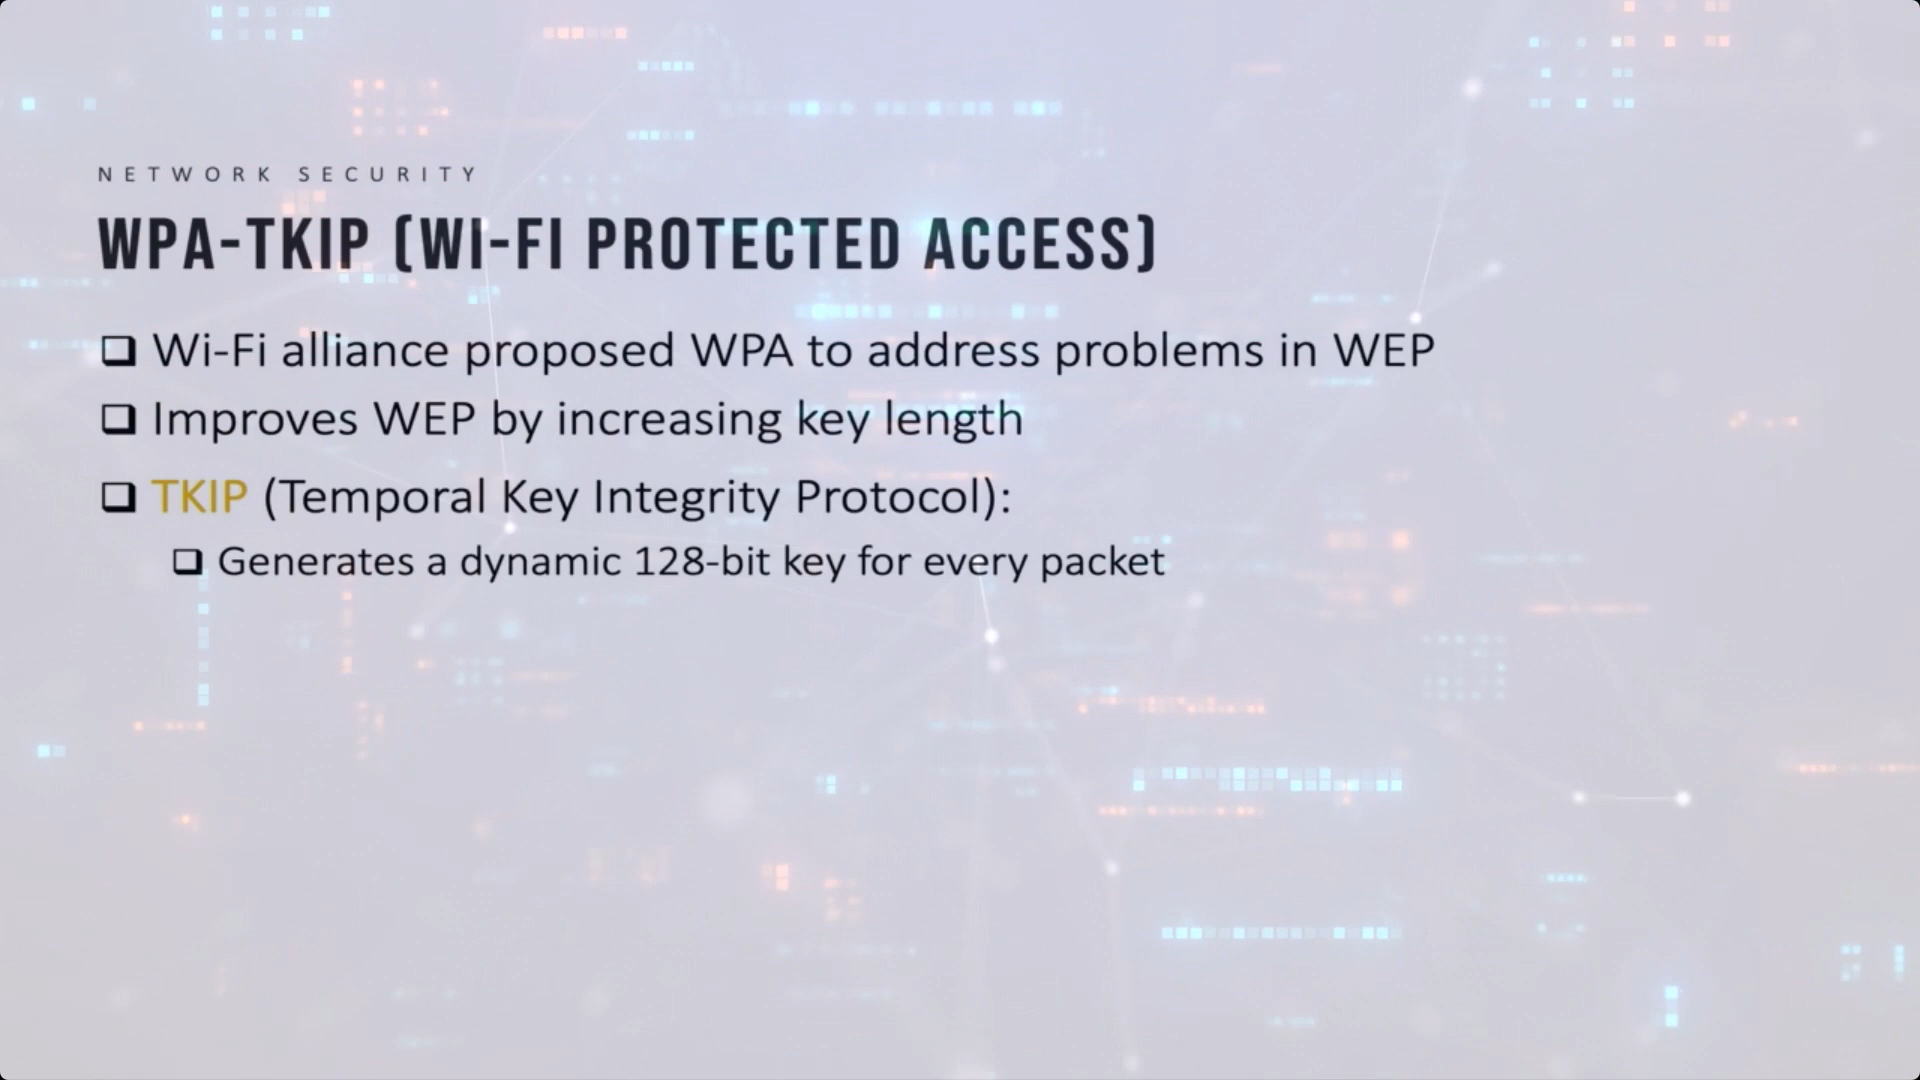 NETWORK SECURITY
WPA-TKIP (WI-FI PROTECTED ACCESS)
❑ Wi-Fi alliance proposed WPA to address problems in WEP
❑ Improves WEP by increasing key length
❑ TKIP (Temporal Key Integrity Protocol):
❑ Generates a dynamic 128-bit key for every packet